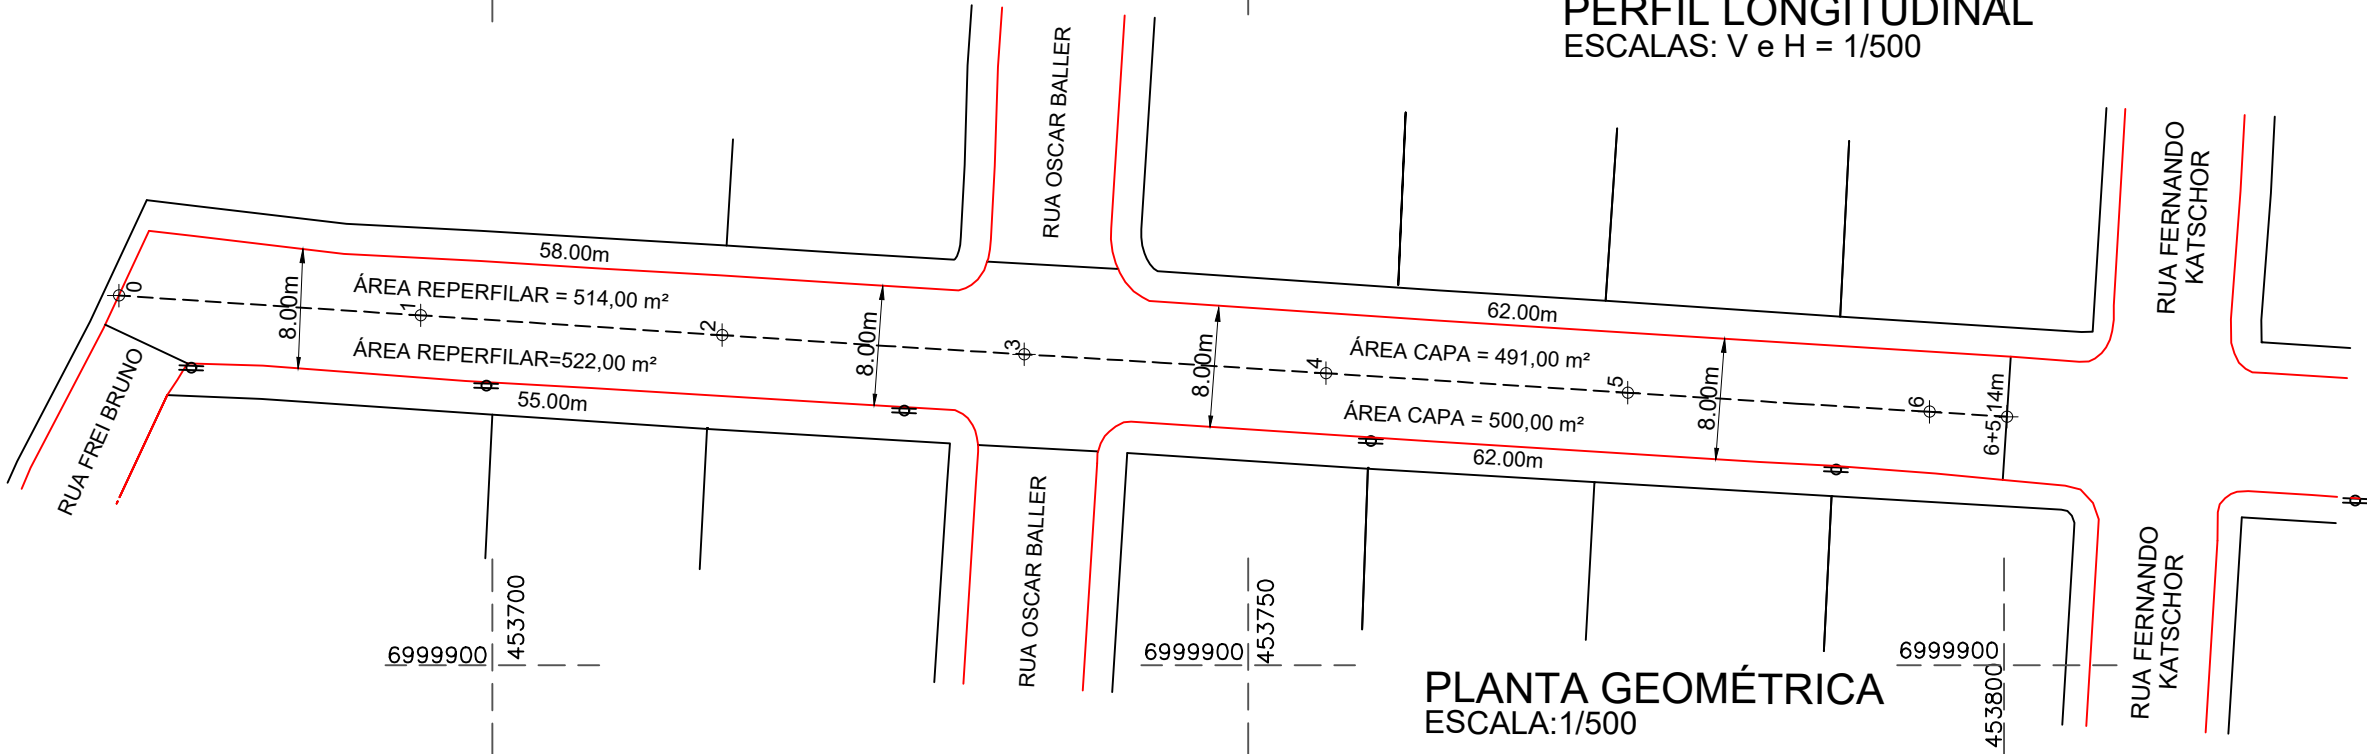 PERFIL LONGITUDINAL
ESCALAS: V e H = 1/500
RUA OSCAR BALLER
RUA FERNANDO
KATSCHOR
58.00m
62.00m
0
1
2
3
4
5
6
6+5,14m
8.00m
8.00m
8.00m
8.00m
ÁREA REPERFILAR = 514,00 m²
ÁREA REPERFILAR=522,00 m²
ÁREA CAPA = 491,00 m²
ÁREA CAPA = 500,00 m²
55.00m
62.00m
RUA FREI BRUNO
RUA OSCAR BALLER
RUA FERNANDO
KATSCHOR
6999900
453700
6999900
453750
6999900
453800
PLANTA GEOMÉTRICA
ESCALA:1/500